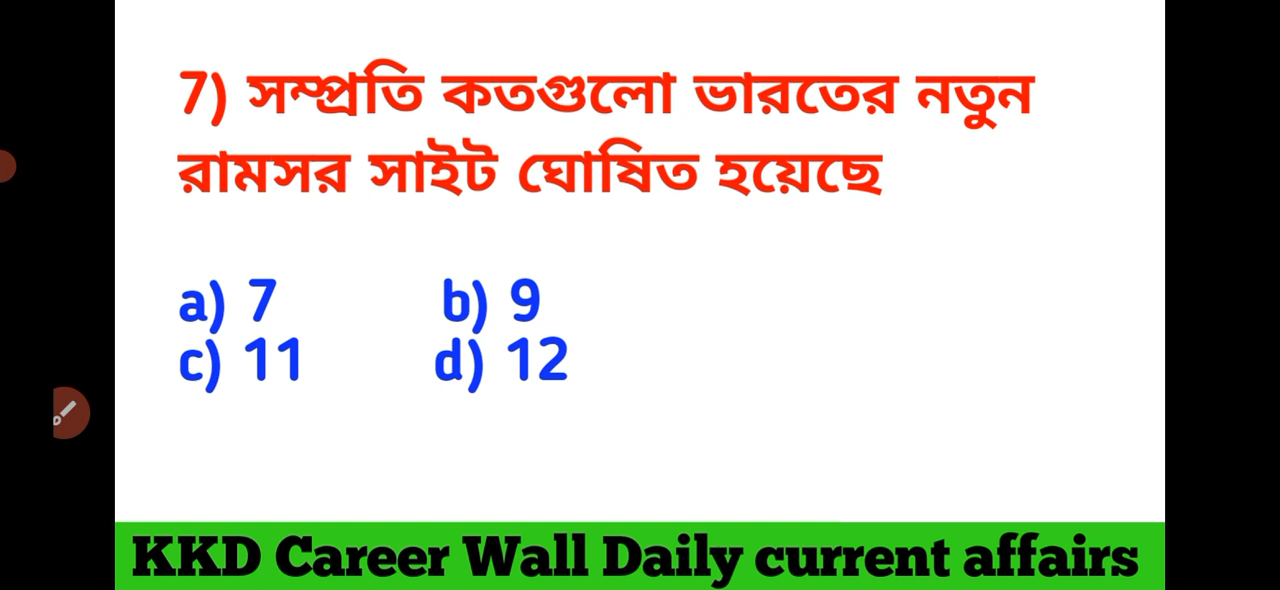 7) সম্প্রতি কতগুলো ভারতের নতুন
রামসর সাইট ঘোষিত হয়েছে
a) 7 b) 9
c) 11 d) 12
KKD Career Wall Daily current affairs